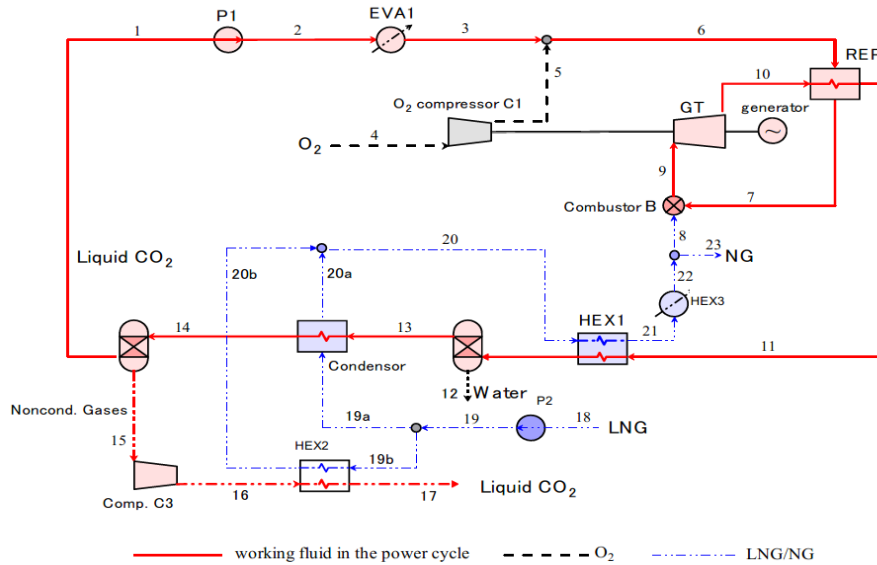 P1
EVA1
1
2
3
6
REP
5
10
O2 compressor C1
GT
generator
4
O2
9
Combustor B
7
8
23
NG
Liquid CO2
20
22
20b
20a
HEX3
HEX1
21
14
13
11
Condensor
12
Water
Noncond. Gases
P2
19a
19
18
LNG
15
HEX2
19b
Comp. C3
16
17
Liquid CO2
working fluid in the power cycle
O2
LNG/NG